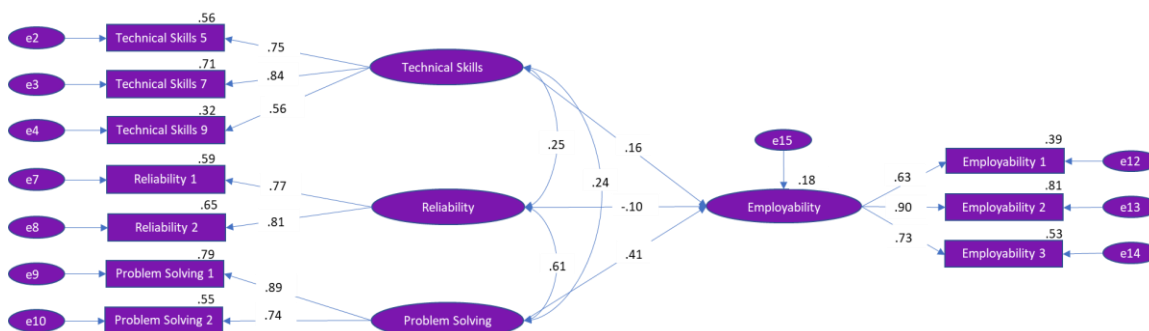 .56
e2
Technical Skills 5
.75
.71
e3
Technical Skills 7
.84
Technical Skills
.32
.56
e4
Technical Skills 9
.59
e7
Reliability 1
.77
.65
e8
Reliability 2
.81
Reliability
.79
e9
Problem Solving 1
.89
.55
e10
Problem Solving 2
.74
Problem Solving
.25
.24
.61
.16
-.10
.41
e15
.18
Employability
.39
.63
Employability 1
e12
.81
.90
Employability 2
e13
.53
.73
Employability 3
e14